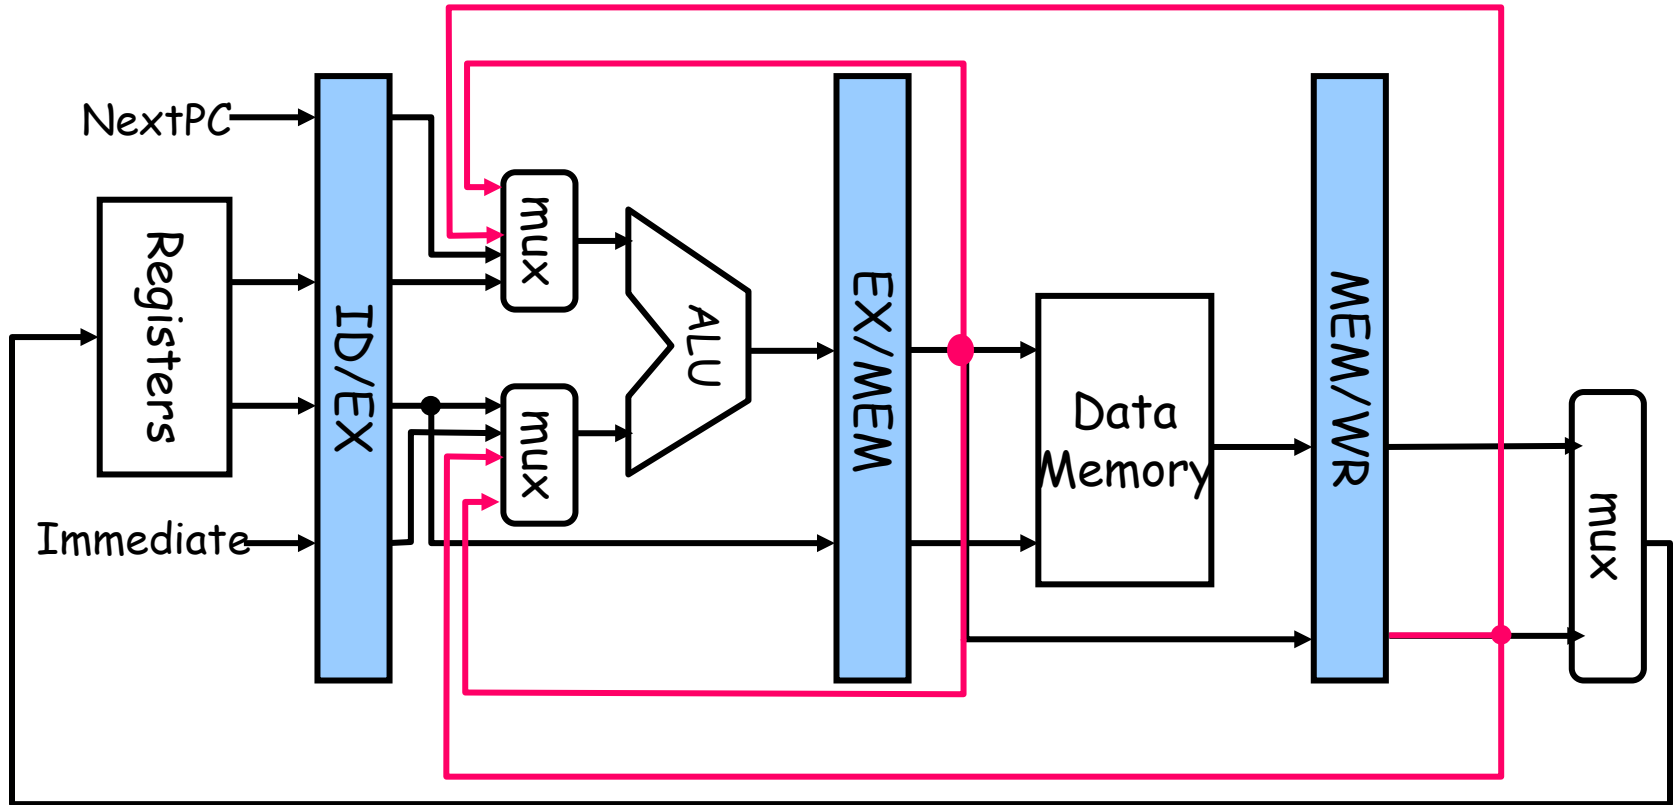 NextPC
Registers
Immediate
ID/EX
mux
mux
ALU
EX/MEM
Data
Memory
MEM/WR
mux